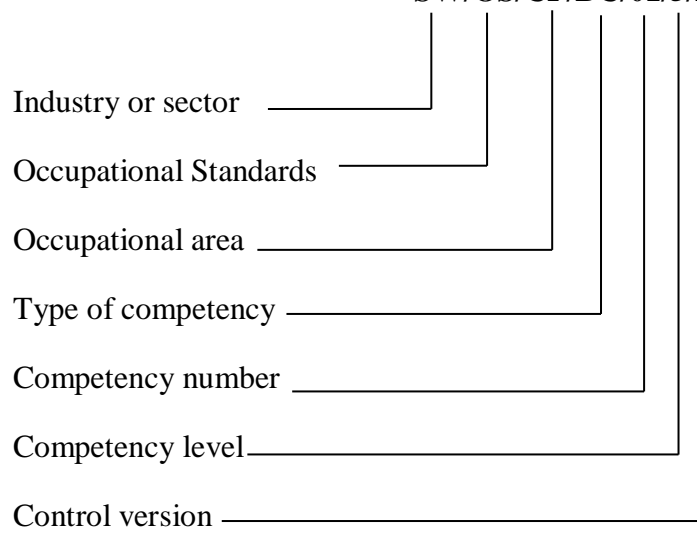 Industry or sector
Occupational Standards
Occupational area
Type of competency
Competency number
Competency level
Control version